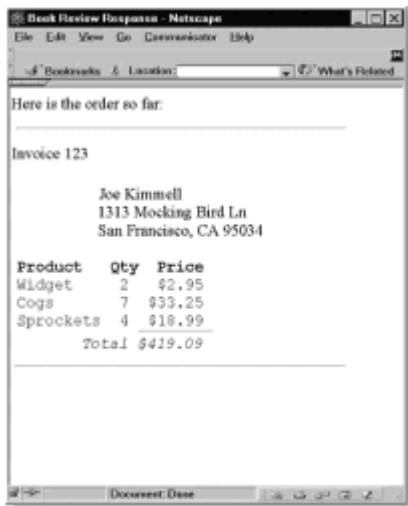 Book Review Response - Netscape
File Edit View Go Communicator Help
Bookmarks Location: What's Related
Here is the order so far:
Invoice 123
Joe Kimmell
1313 Mocking Bird Ln
San Francisco, CA 95034
Product Qty Price
Widget 2 $2.95
Cogs 7 $33.25
Sprockets 4 $18.99
Total $419.09
Document: Done